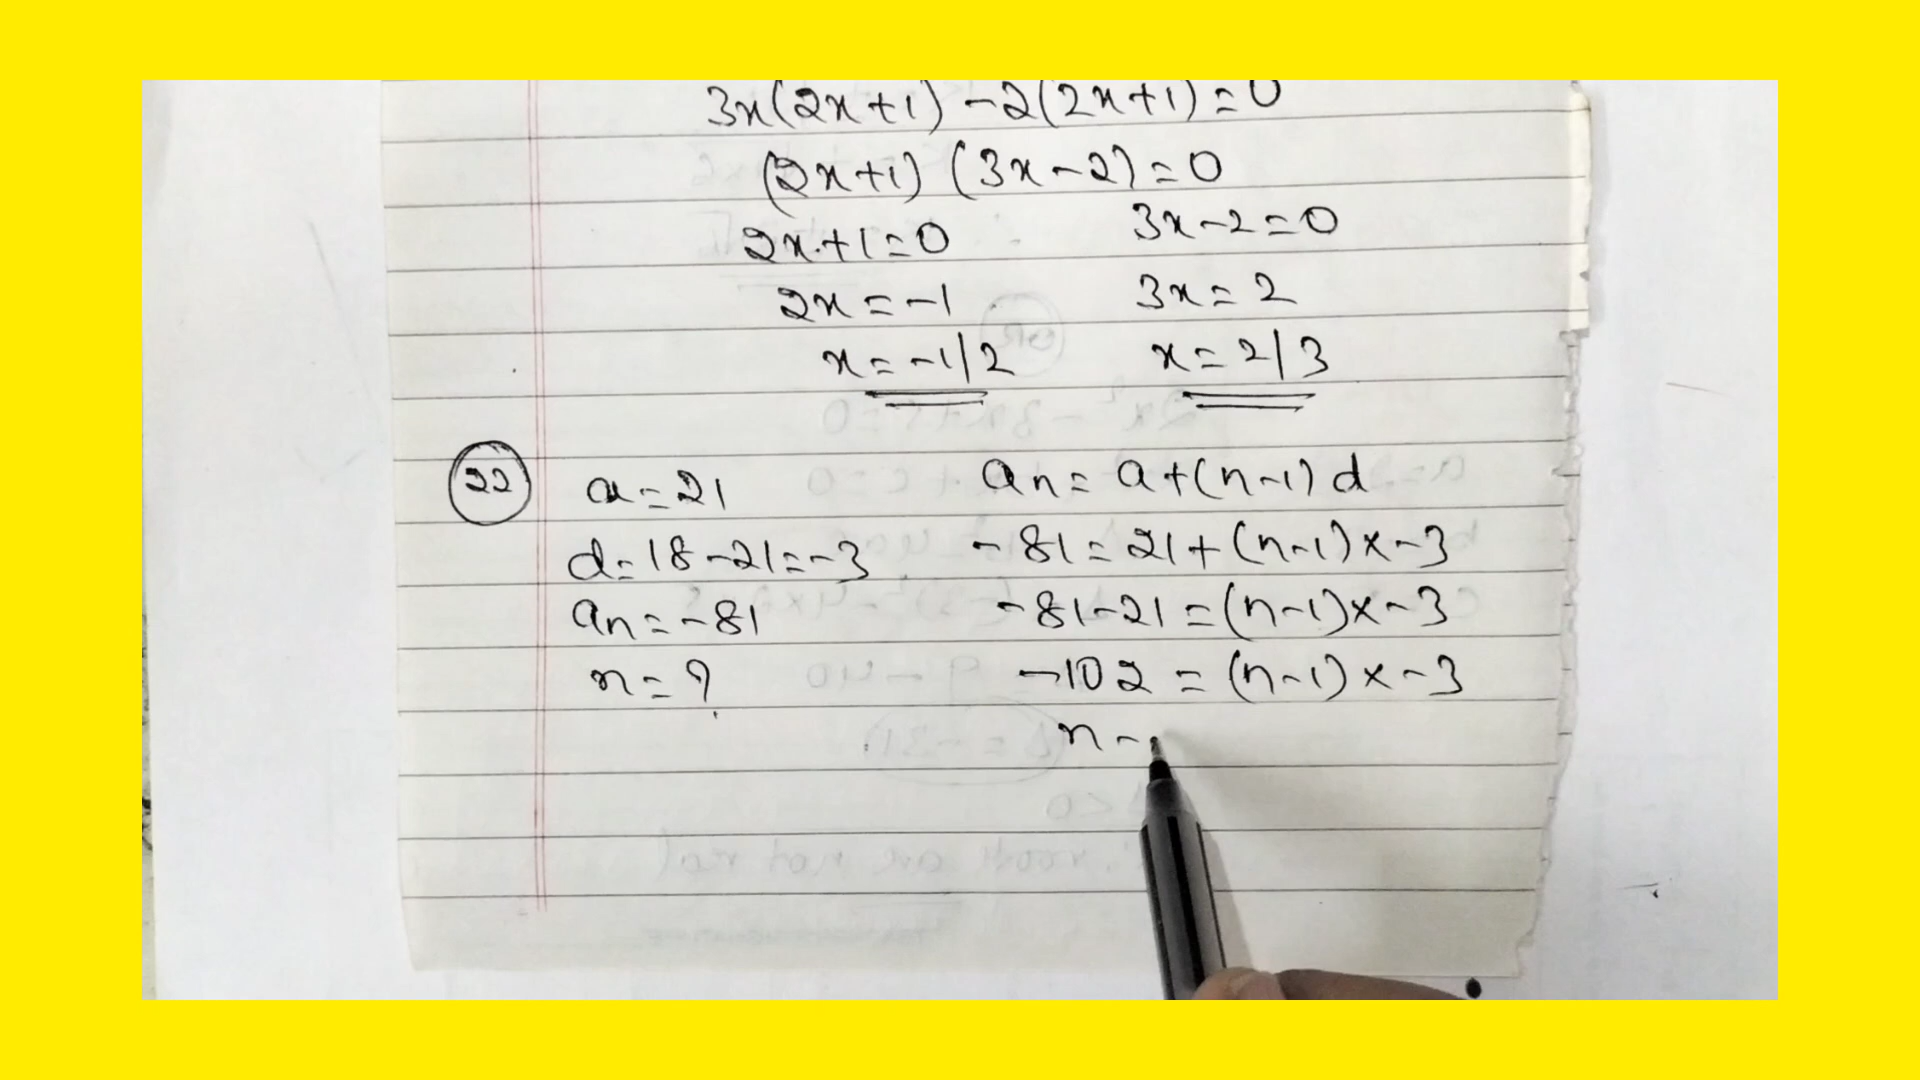 3x(2x+1)-2(2x+1)=0
(2x+1) (3x-2)=0
2x+1=0 3x-2=0
2x=-1 3x=2
x=-1/2 x=2/3
22 a=21 an=a+(n-1)d
d=18-21=-3 -81=21+(n-1)x-3
an=-81 -81-21=(n-1)x-3
n=? -102=(n-1)x-3
n-